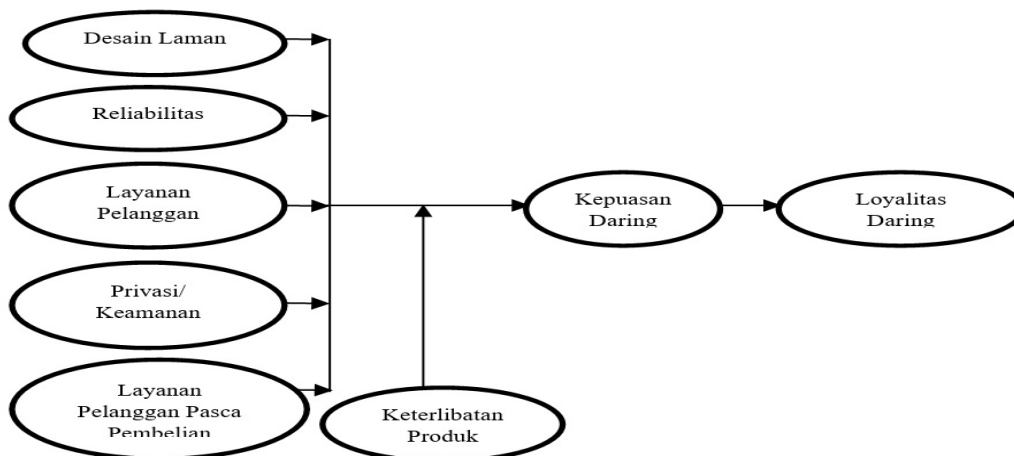 Desain Laman
Reliabilitas
Layanan
Pelanggan
Kepuasan
Daring
Loyalitas
Daring
Privasi/
Keamanan
Layanan
Pelanggan Pasca
Pembelian
Keterlibatan
Produk